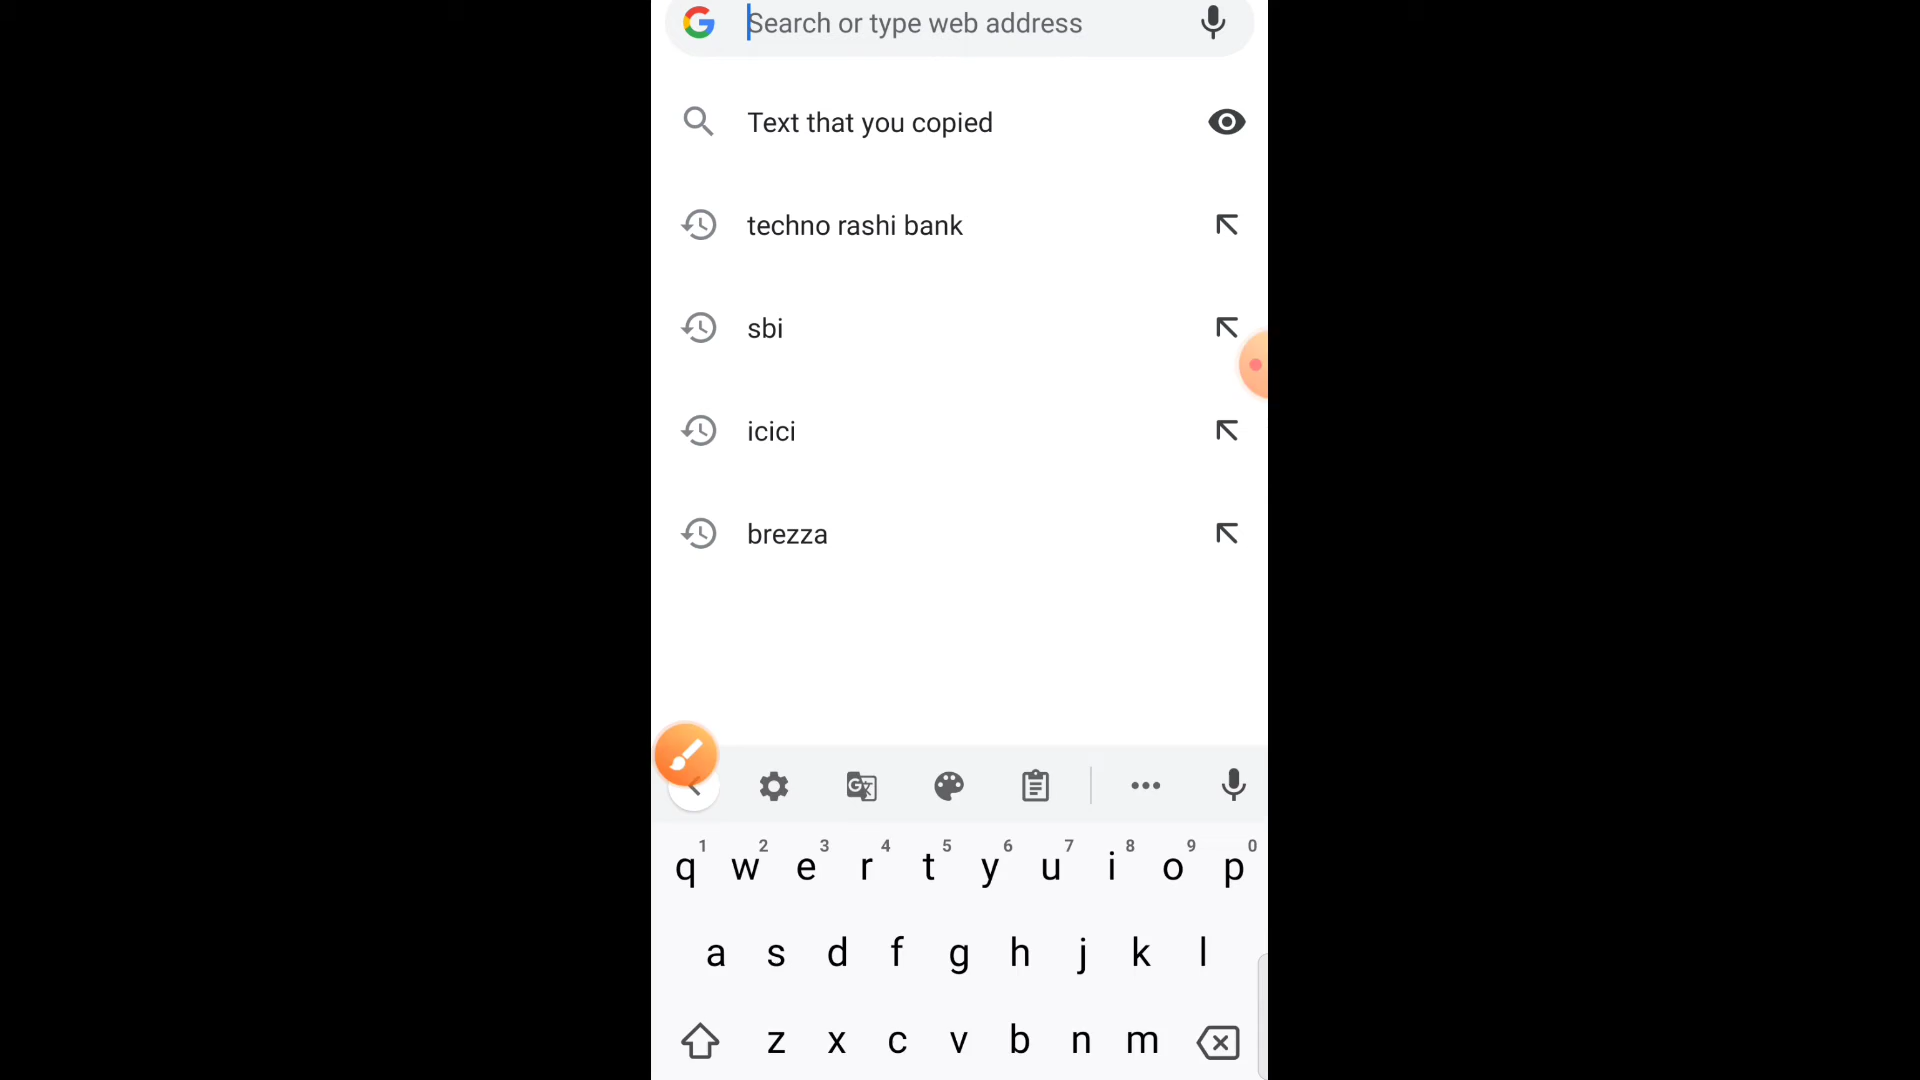 Search or type web address
Text that you copied
techno rashi bank
sbi
icici
brezza
1 2 3 4 5 6 7 8 9 0
q w e r t y u i o p
a s d f g h j k l
z x c v b n m